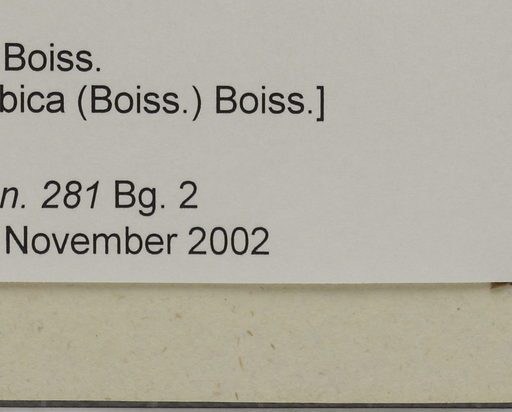 Boiss.
bica (Boiss.) Boiss.]
n. 281 Bg. 2
November 2002